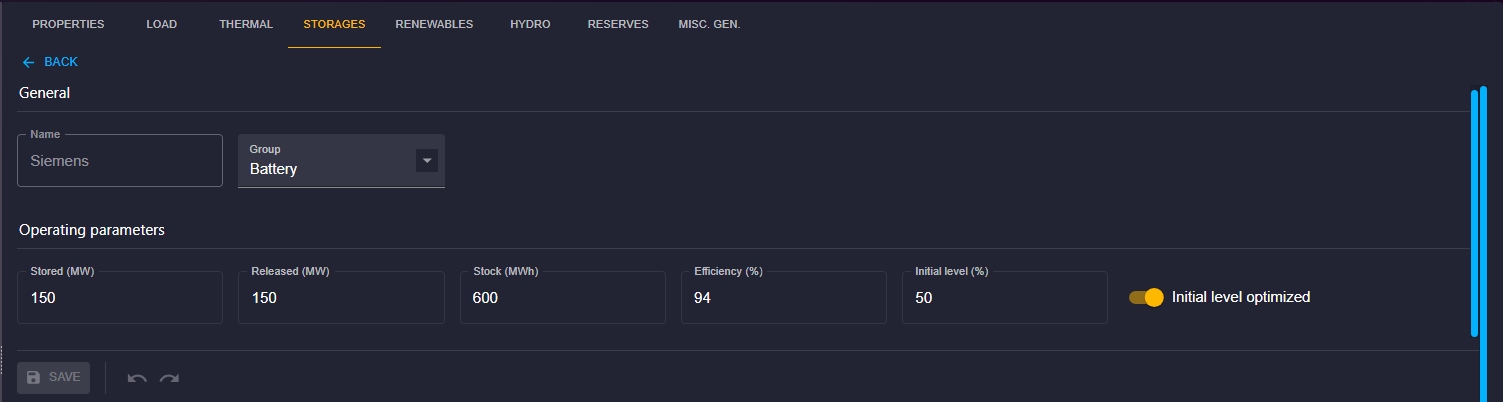 PROPERTIES LOAD THERMAL STORAGES RENEWABLES HYDRO RESERVES MISC. GEN.
BACK
General
Name
Siemens
Group
Battery
Operating parameters
Stored (MW) Released (MW) Stock (MWh) Efficiency (%) Initial level (%)
150 150 600 94 50 Initial level optimized
SAVE